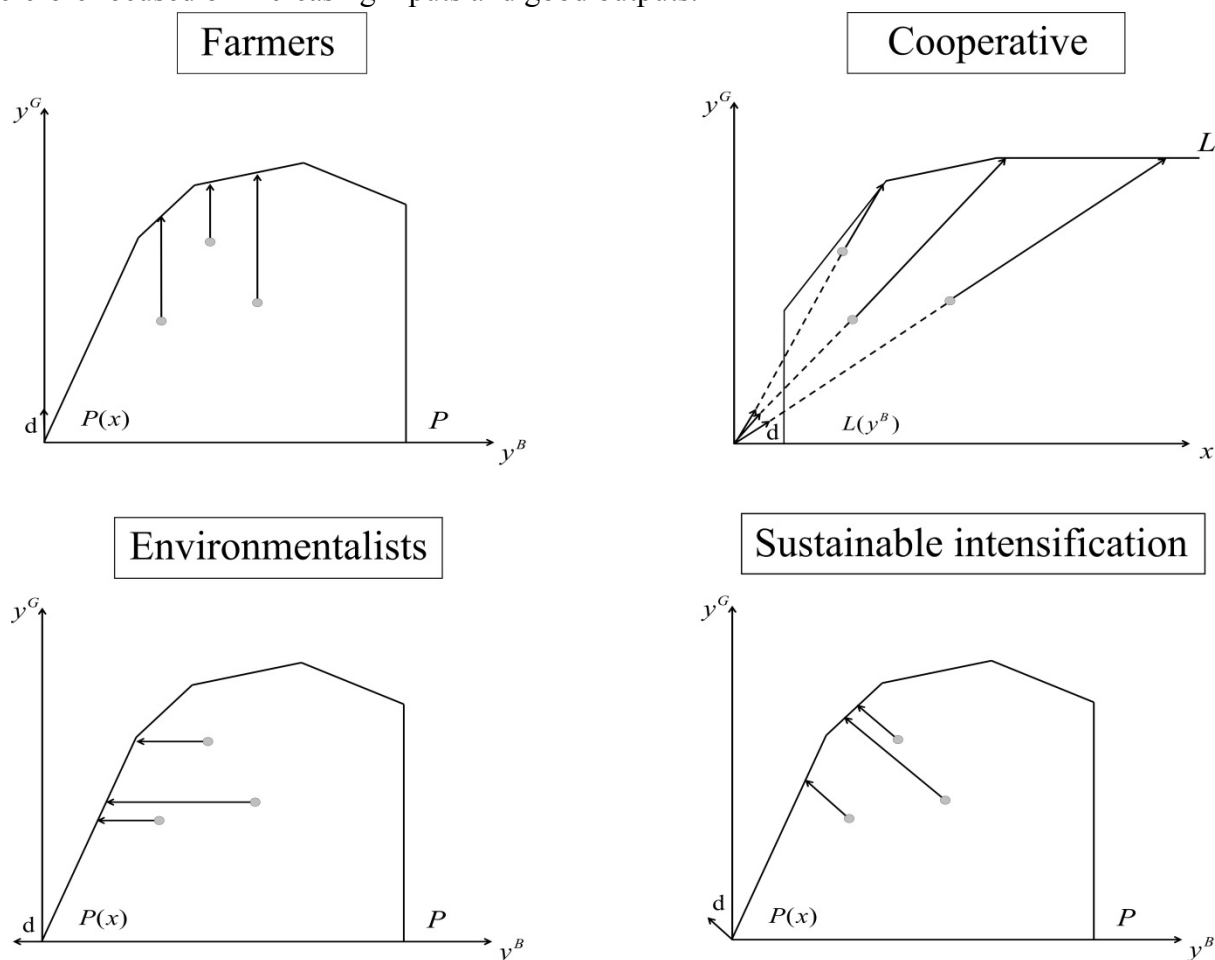 Farmers
Cooperative
y^G
y^G
L
d
P(x)
P
y^B
d
L(y^B)
x
Environmentalists
Sustainable intensification
y^G
y^G
d
P(x)
P
y^B
d
P(x)
P
y^B